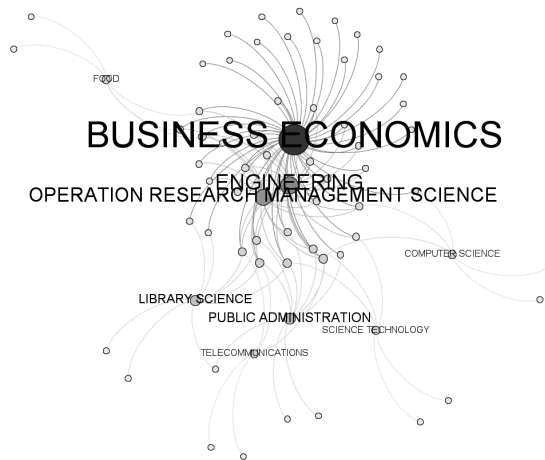 FOOD
BUSINESS ECONOMICS
ENGINEERING
OPERATION RESEARCH MANAGEMENT SCIENCE
COMPUTER SCIENCE
LIBRARY SCIENCE
PUBLIC ADMINISTRATION
SCIENCE TECHNOLOGY
TELECOMMUNICATIONS